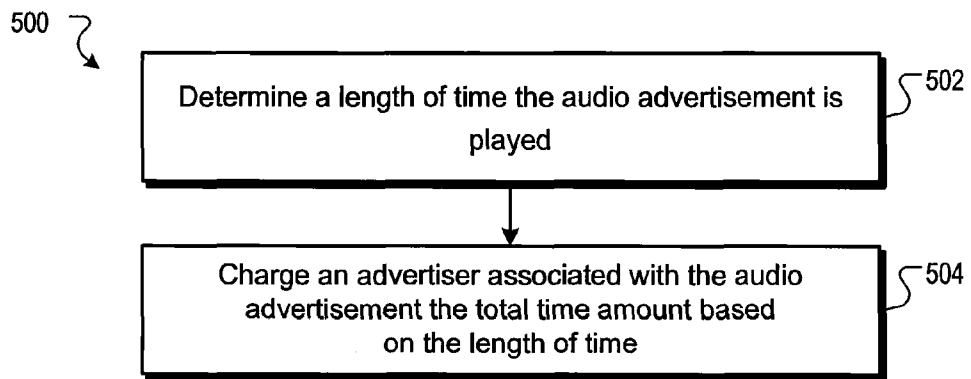 500
Determine a length of time the audio advertisement is
played
502
Charge an advertiser associated with the audio
advertisement the total time amount based
on the length of time
504